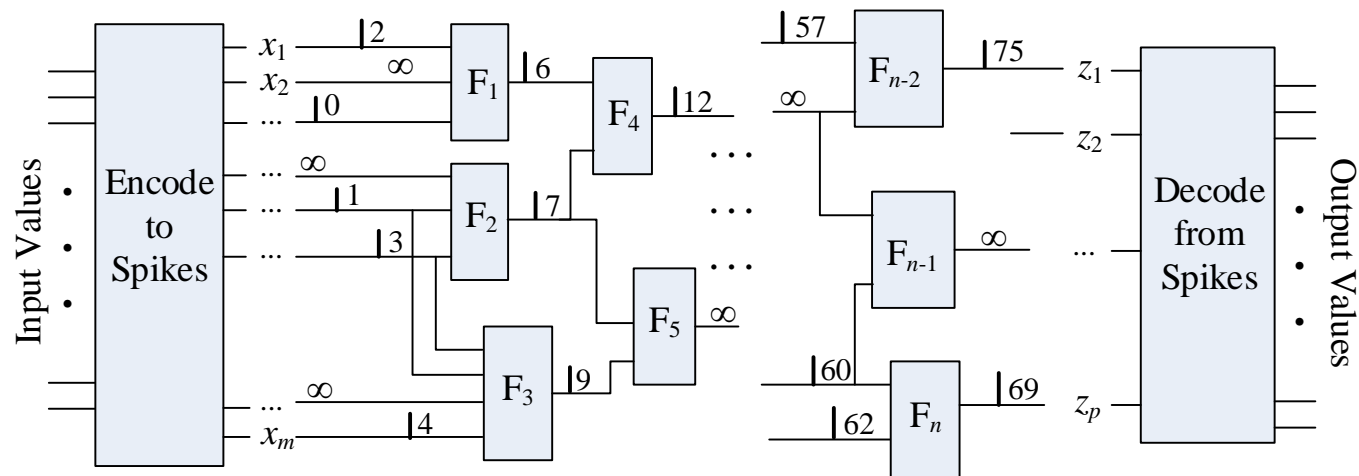 Input Values
Encode
to
Spikes
x₁
x₂
...
...
...
...
...
xₘ
2
∞
0
∞
1
3
∞
4
F₁
F₂
F₃
6
7
9
F₄
F₅
12
∞
...
...
...
57
∞
60
62
Fₙ₋₂
Fₙ₋₁
Fₙ
75
∞
69
z₁
z₂
...
zₚ
Decode
from
Spikes
Output Values